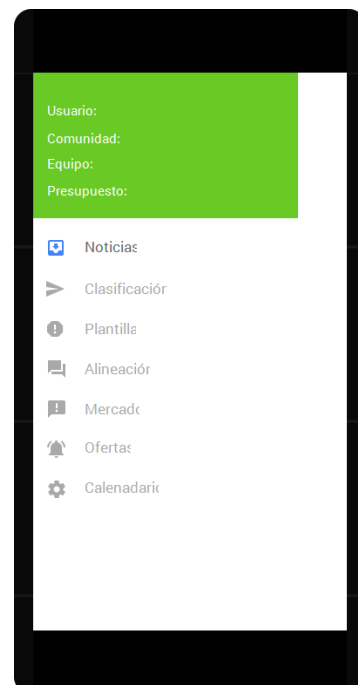 Usuario:
Comunidad:
Equipo:
Presupuesto:
Noticias
Clasificación
Plantilla
Alineación
Mercado
Ofertas
Calenadario